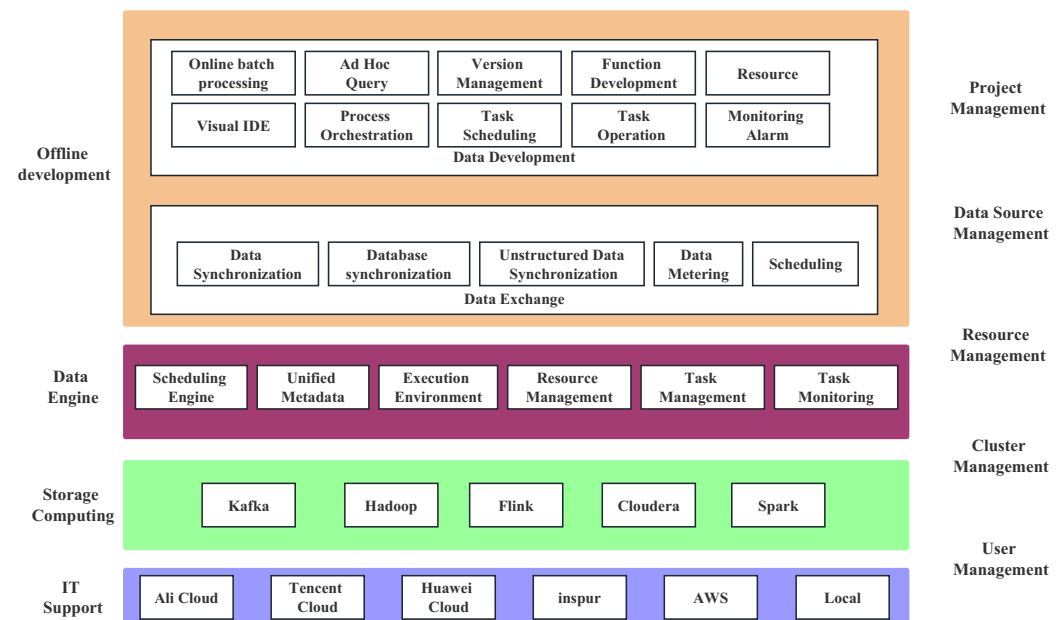 Offline
development
Online batch
processing
Ad Hoc
Query
Version
Management
Function
Development
Resource
Visual IDE
Process
Orchestration
Task
Scheduling
Task
Operation
Monitoring
Alarm
Data Development
Data
Synchronization
Database
synchronization
Unstructured Data
Synchronization
Data
Metering
Scheduling
Data Exchange
Data
Engine
Scheduling
Engine
Unified
Metadata
Execution
Environment
Resource
Management
Task
Management
Task
Monitoring
Storage
Computing
Kafka
Hadoop
Flink
Cloudera
Spark
IT
Support
Ali Cloud
Tencent
Cloud
Huawei
Cloud
inspur
AWS
Local
Project
Management
Data Source
Management
Resource
Management
Cluster
Management
User
Management